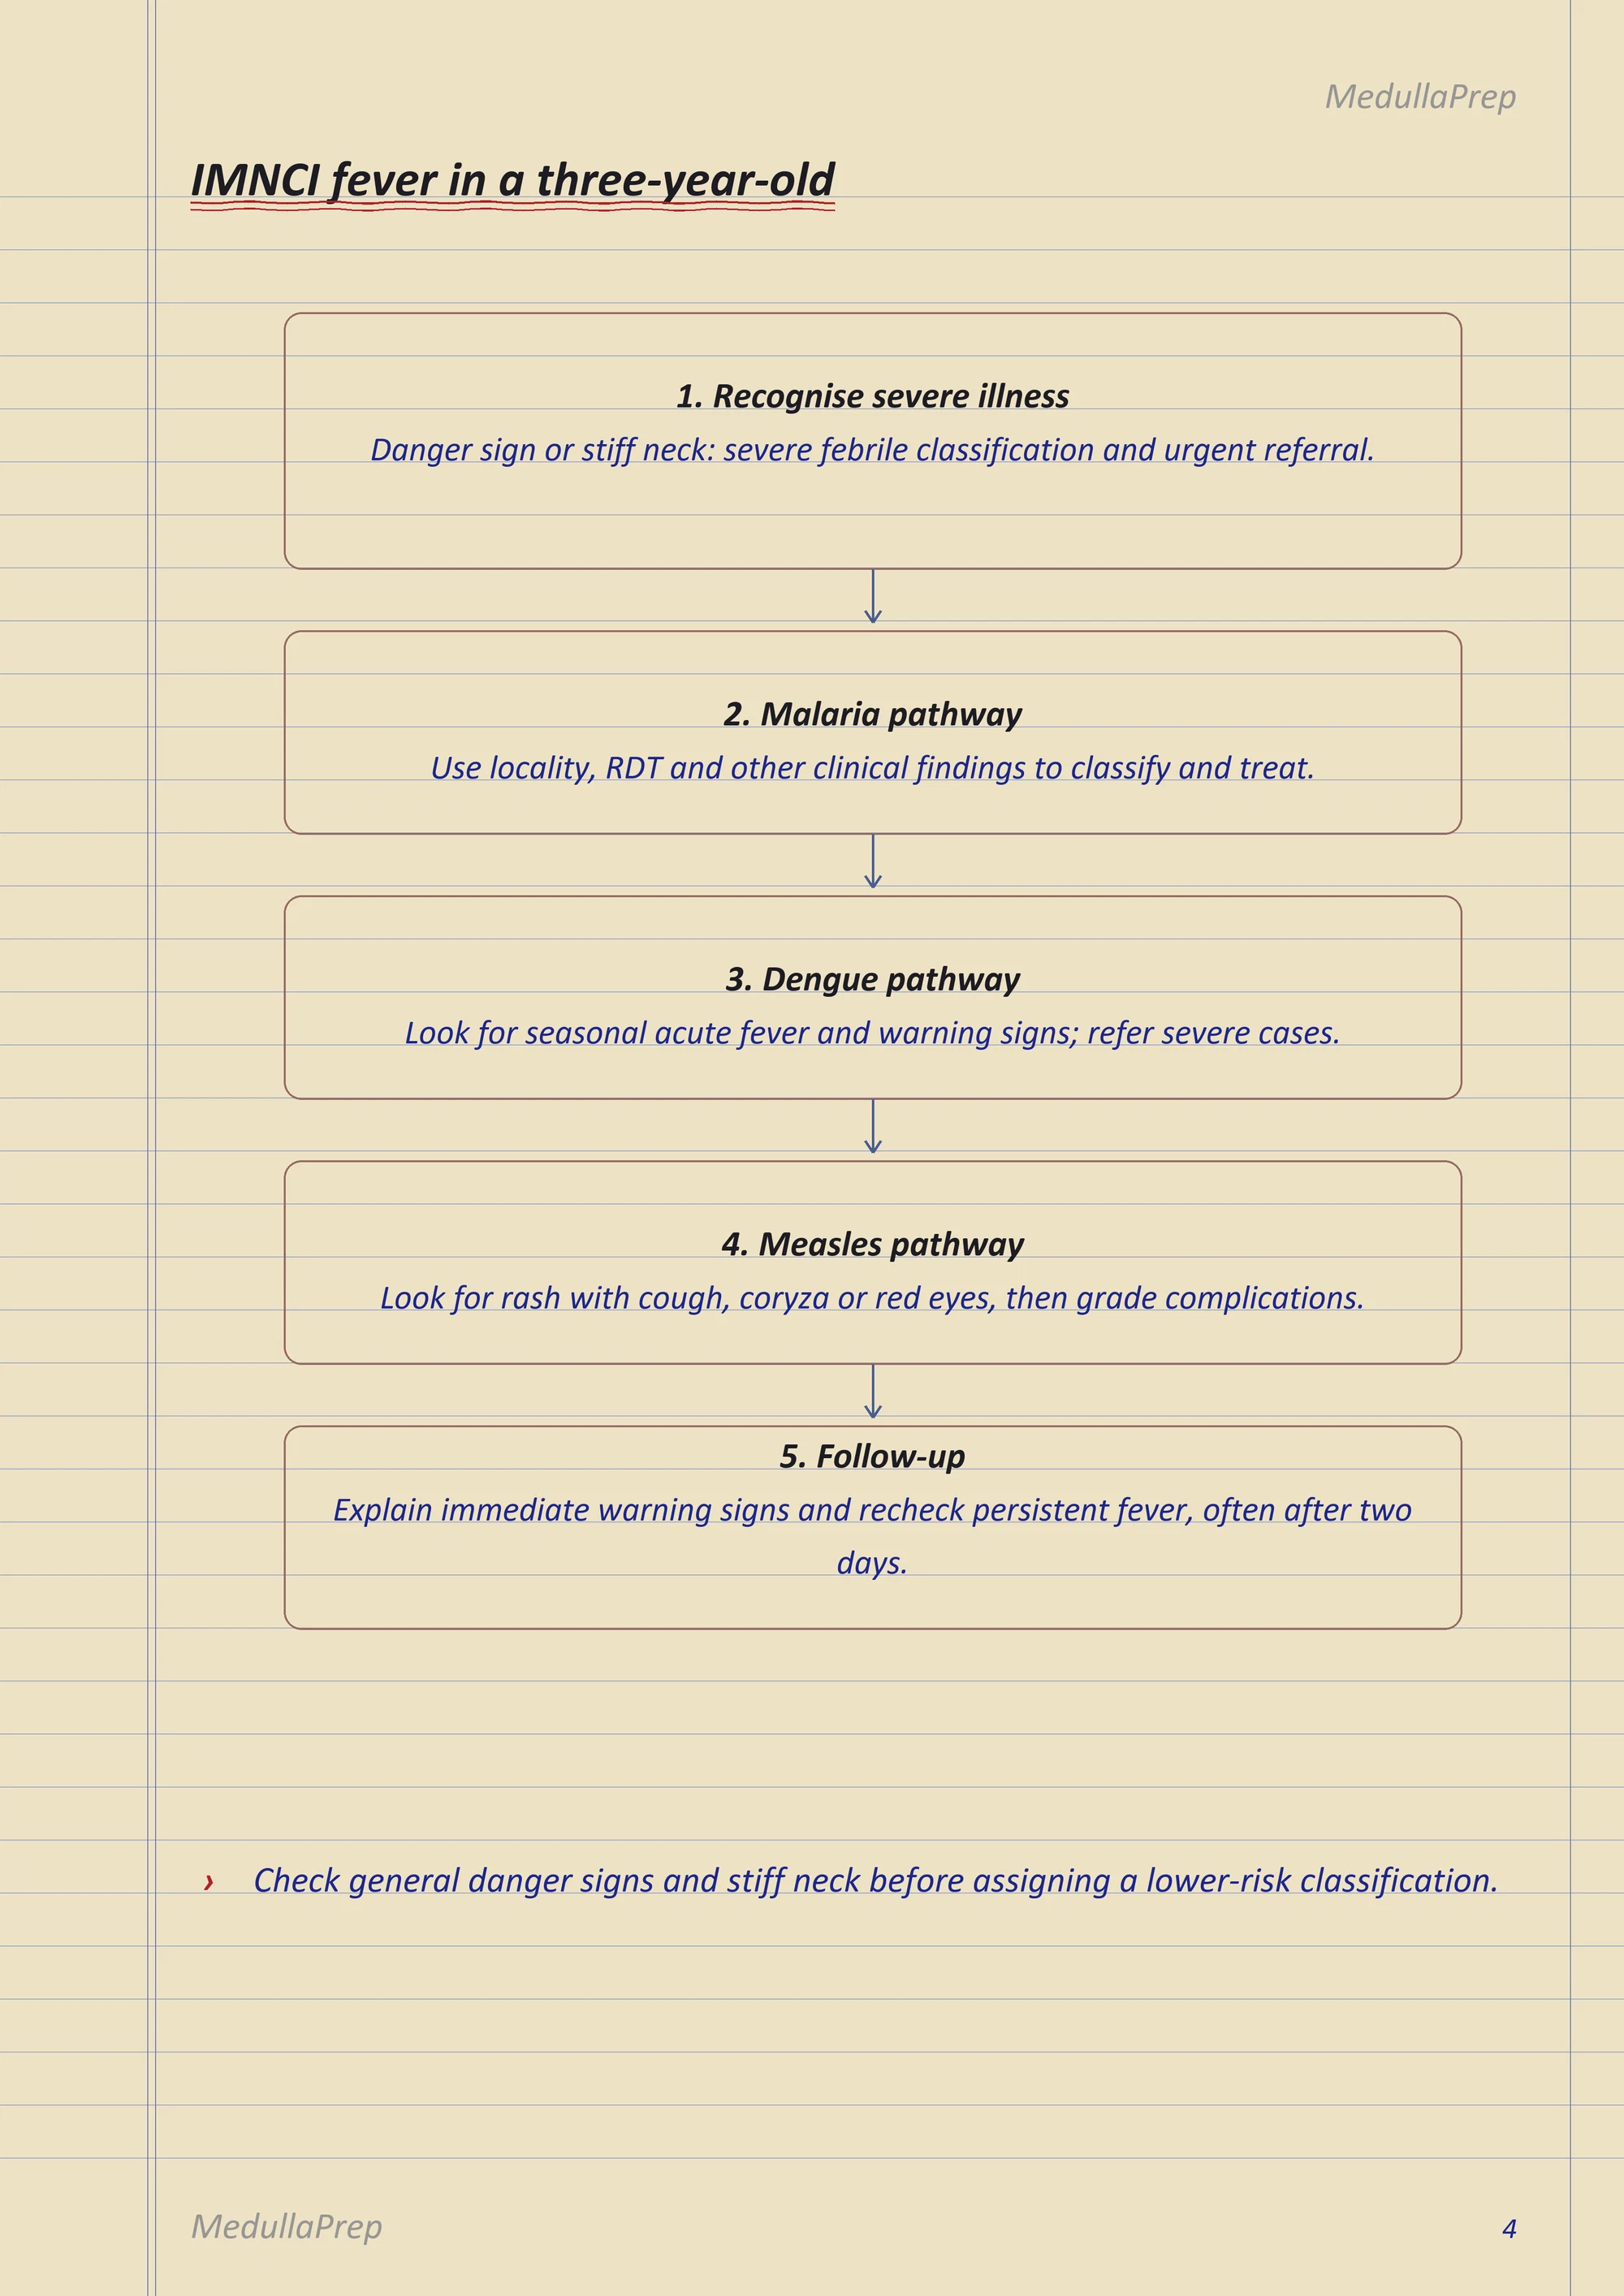 MedullaPrep
IMNCI fever in a three-year-old
1. Recognise severe illness
Danger sign or stiff neck: severe febrile classification and urgent referral.
2. Malaria pathway
Use locality, RDT and other clinical findings to classify and treat.
3. Dengue pathway
Look for seasonal acute fever and warning signs; refer severe cases.
4. Measles pathway
Look for rash with cough, coryza or red eyes, then grade complications.
5. Follow-up
Explain immediate warning signs and recheck persistent fever, often after two
days.
› Check general danger signs and stiff neck before assigning a lower-risk classification.
MedullaPrep
4